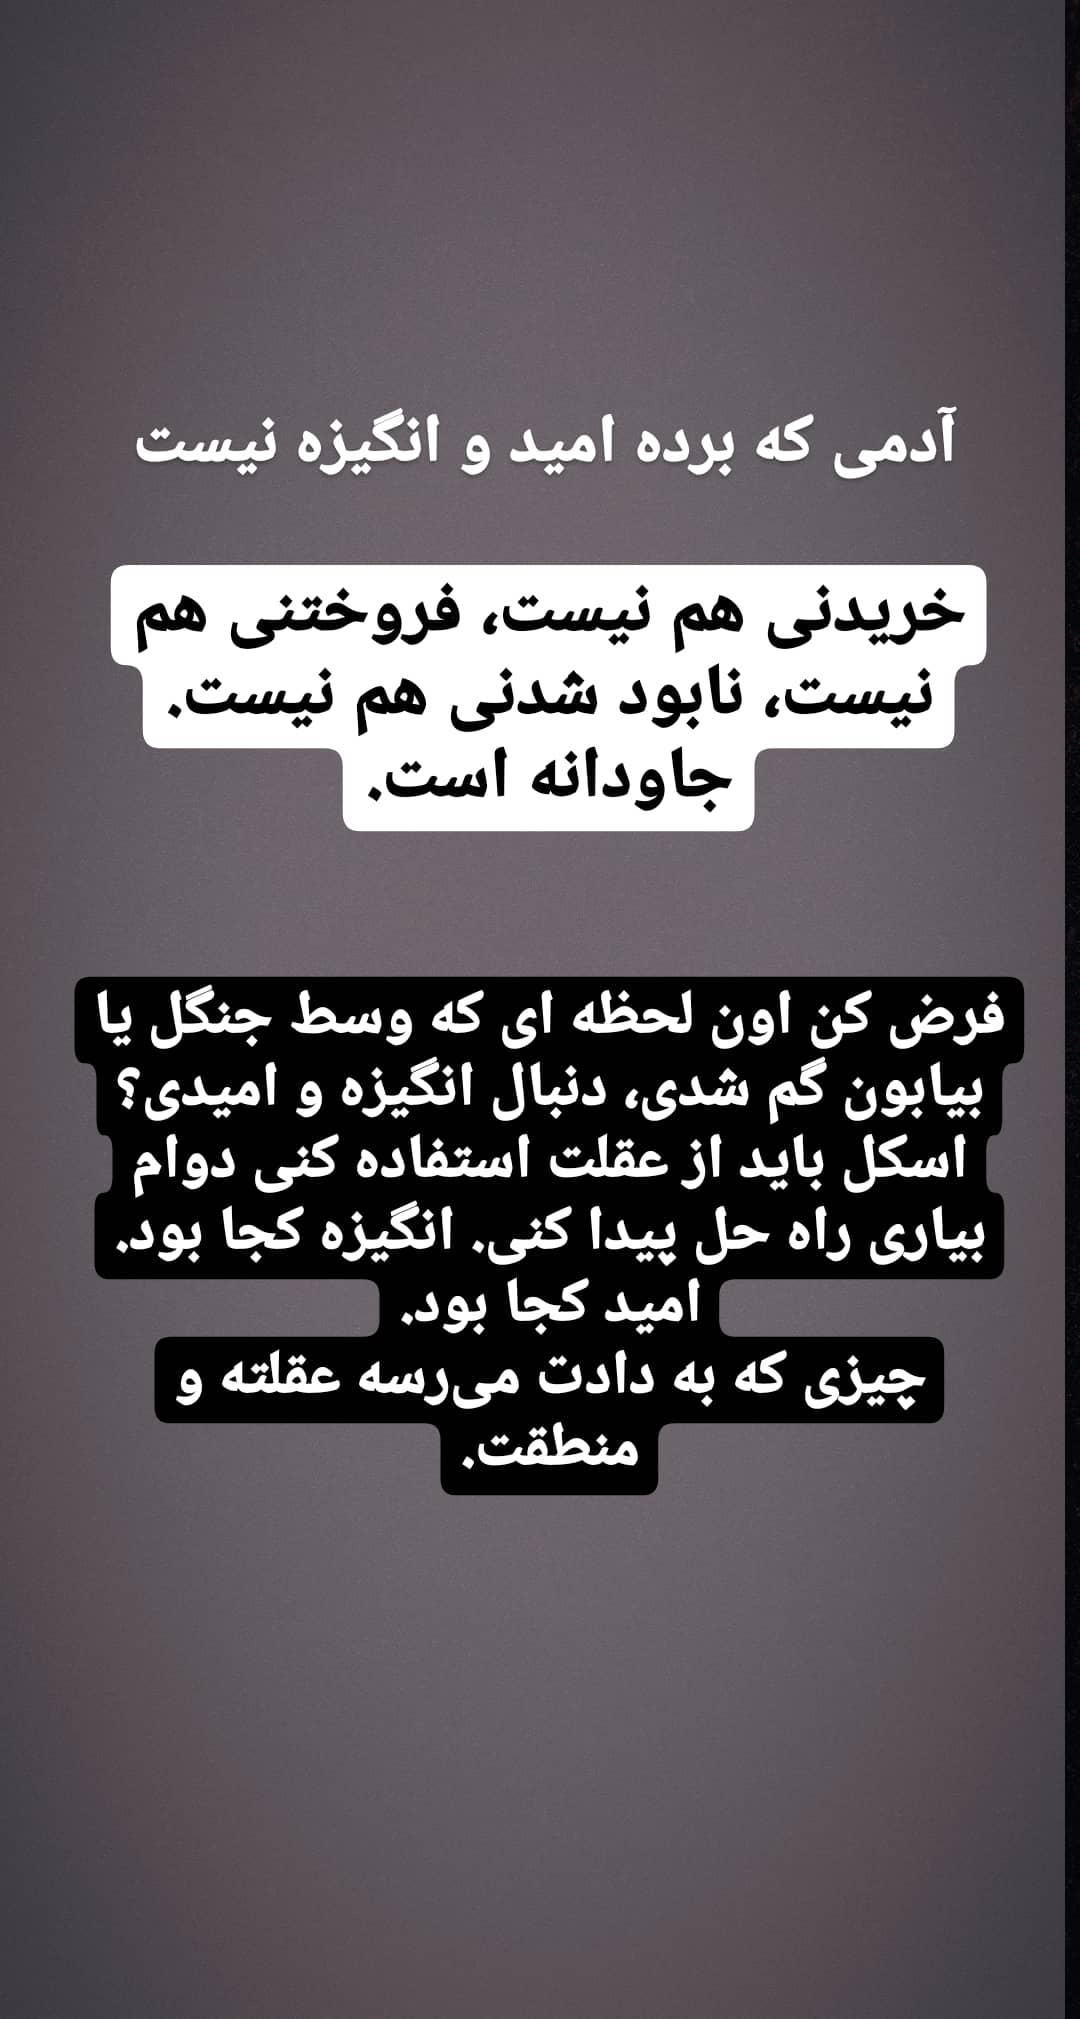 آدمی که برده امید و انگیزه نیست
خریدنی هم نیست، فروختنی هم
نیست، نابود شدنی هم نیست.
جاودانه است.
فرض کن اون لحظه ای که وسط جنگل یا
بیابون گم شدی، دنبال انگیزه و امیدی؟
اسکل باید از عقلت استفاده کنی دوام
بیاری راه حل پیدا کنی. انگیزه کجا بود.
امید کجا بود.
چیزی که به دادت می‌رسه عقلته و
منطقت.